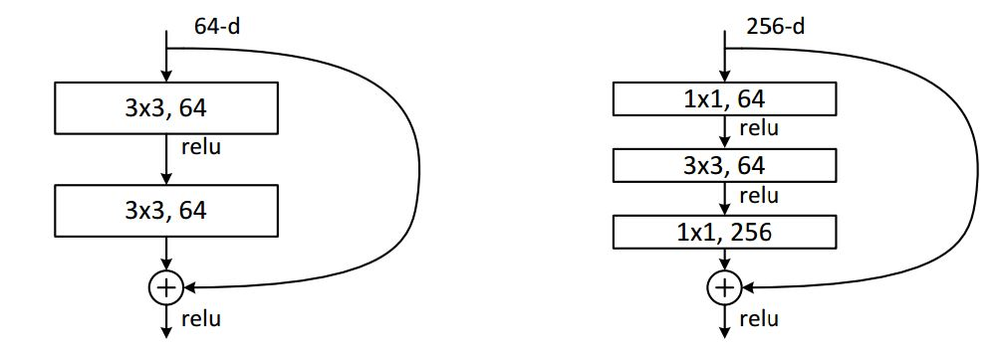 64-d
3x3, 64
relu
3x3, 64
+
relu
256-d
1x1, 64
relu
3x3, 64
relu
1x1, 256
+
relu